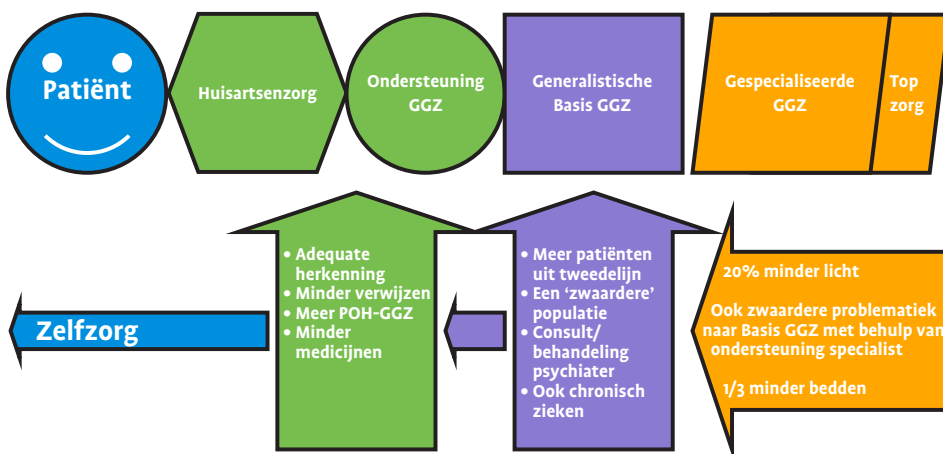 Patiënt
Huisartsenzorg
Ondersteuning
GGZ
Generalistische
Basis GGZ
Gespecialiseerde
GGZ
Top
zorg
Zelfzorg
• Adequate
herkenning
• Minder verwijzen
• Meer POH-GGZ
• Minder
medicijnen
• Meer patiënten
uit tweedelijn
• Een ‘zwaardere’
populatie
• Consult/
behandeling
psychiater
• Ook chronisch
zieken
20% minder licht
Ook zwaardere problematiek
naar Basis GGZ met behulp van
ondersteuning specialist
1/3 minder bedden